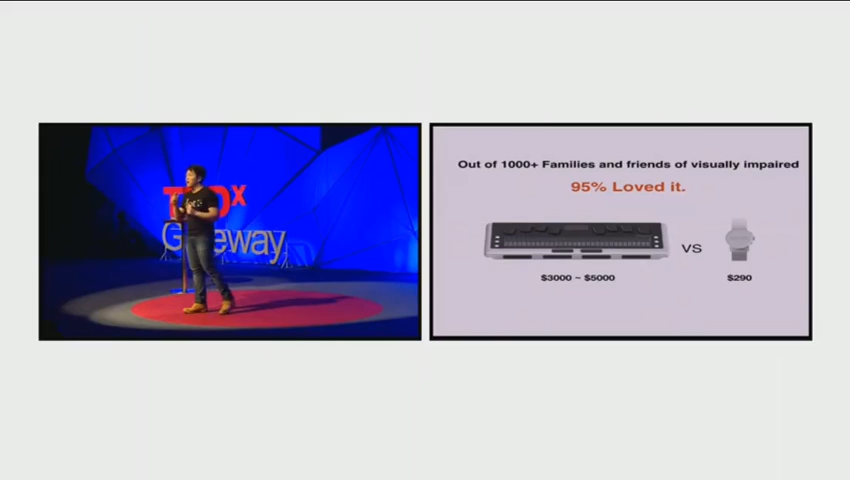 TEDx
Gateway
Out of 1000+ Families and friends of visually impaired
95% Loved it.
VS
$3000 ~ $5000
$290